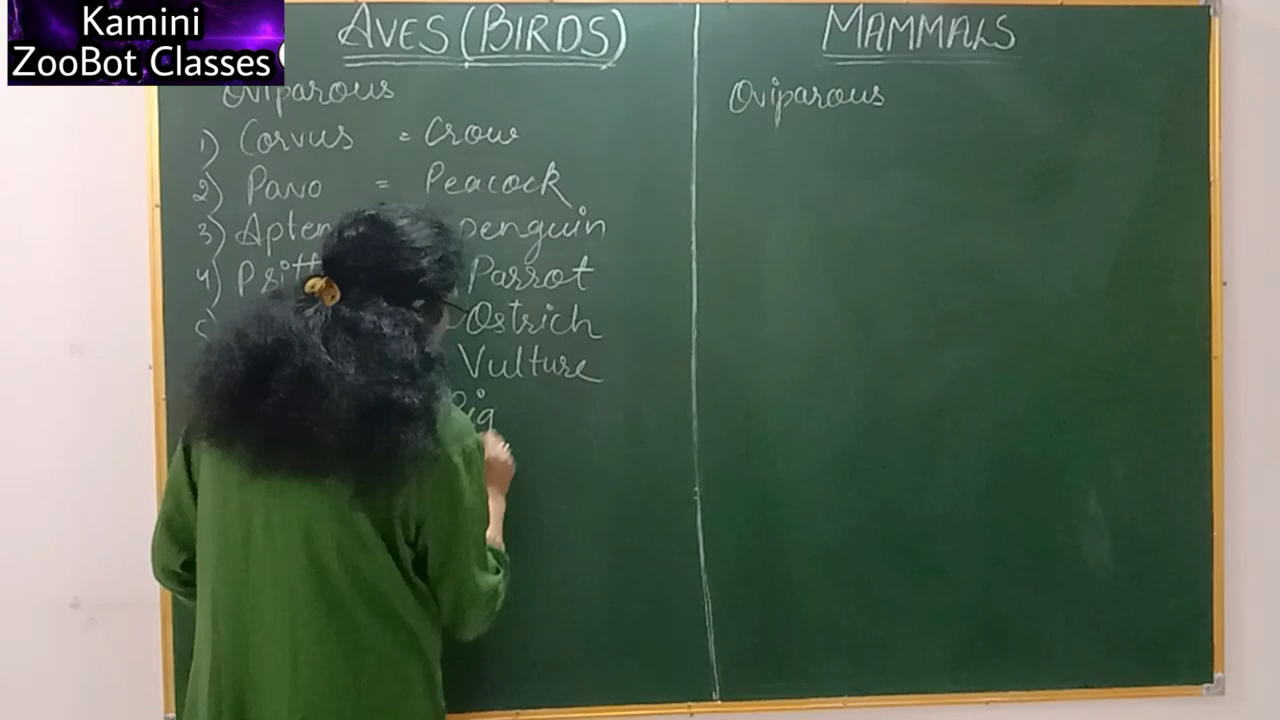 Kamini
ZooBot Classes
AVES (BIRDS)
Oviparous
1) Corvus = Crow
2) Pavo = Peacock
3) Apten penguin
4) Psitt Parrot
Ostrich
Vulture
Pig
MAMMALS
Oviparous